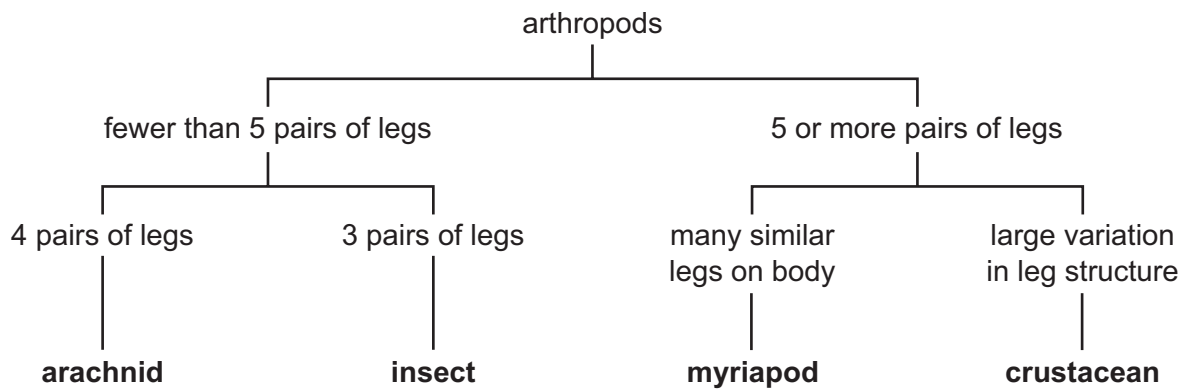 arthropods
fewer than 5 pairs of legs
5 or more pairs of legs
4 pairs of legs
3 pairs of legs
many similar
legs on body
large variation
in leg structure
arachnid
insect
myriapod
crustacean